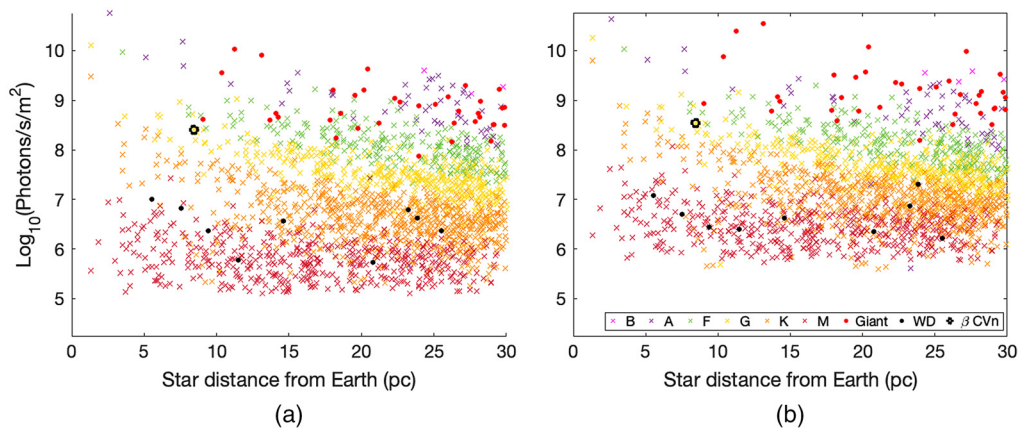 Log10(Photons/s/m²)
10
9
8
7
6
5
0 5 10 15 20 25 30
Star distance from Earth (pc)
(a)
10
9
8
7
6
5
B A F G K M Giant WD β CVn
0 5 10 15 20 25 30
Star distance from Earth (pc)
(b)